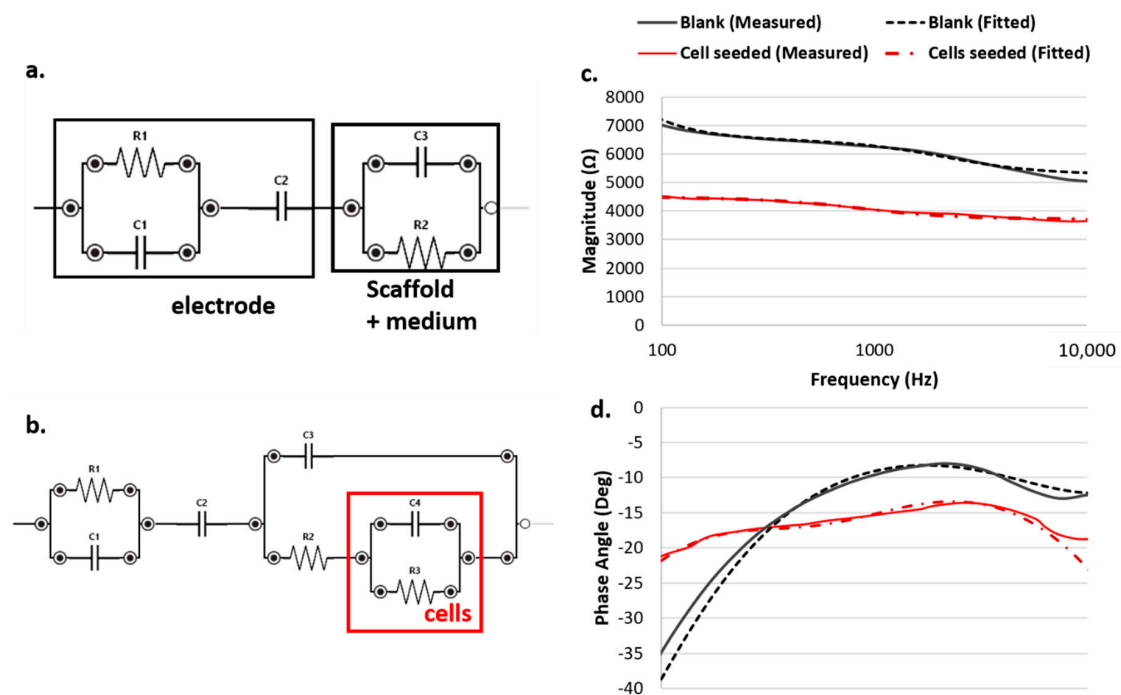 Blank (Measured)
Blank (Fitted)
Cell seeded (Measured)
Cells seeded (Fitted)
a.
R1
C1
C2
C3
R2
electrode
Scaffold
+ medium
b.
R1
C1
C2
C3
R2
C4
R3
cells
c.
Magnitude (Ω)
8000
7000
6000
5000
4000
3000
2000
1000
0
100
1000
10,000
Frequency (Hz)
d.
Phase Angle (Deg)
0
-5
-10
-15
-20
-25
-30
-35
-40